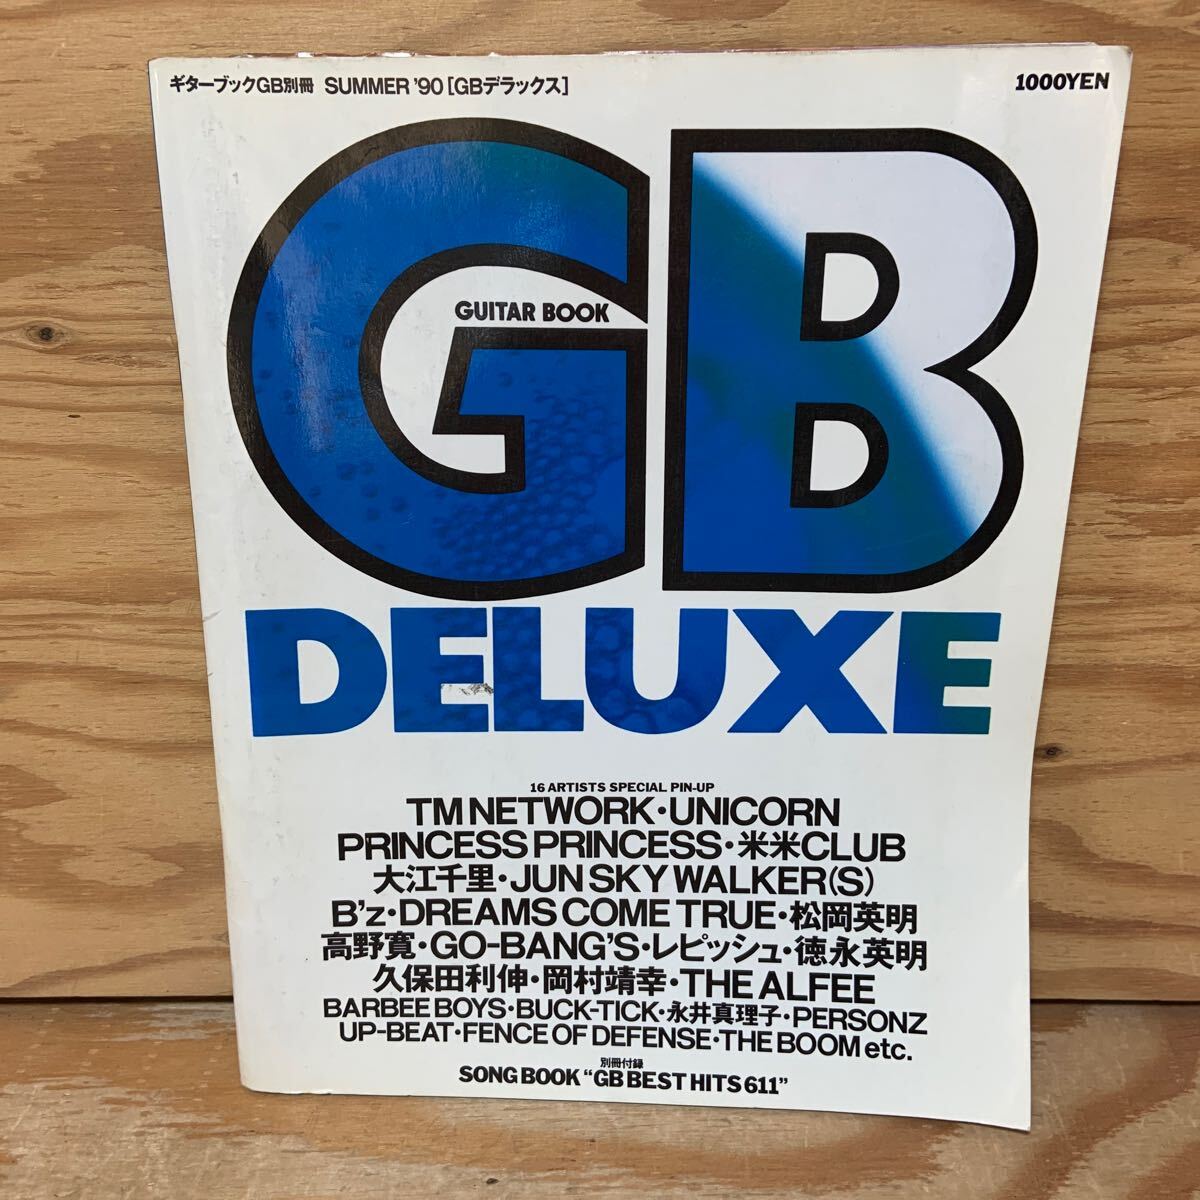 ギターブックGB別冊 SUMMER '90 [GBデラックス]
1000YEN
GB
GUITAR BOOK
DELUXE
16 ARTISTS SPECIAL PIN-UP
TM NETWORK・UNICORN
PRINCESS PRINCESS・米米CLUB
大江千里・JUN SKY WALKER(S)
B'z・DREAMS COME TRUE・松岡英明
高野寛・GO-BANG'S・レピッシュ・徳永英明
久保田利伸・岡村靖幸・THE ALFEE
BARBEE BOYS・BUCK-TICK・永井真理子・PERSONZ
UP-BEAT・FENCE OF DEFENSE・THE BOOM etc.
別冊付録
SONG BOOK “GB BEST HITS 611”